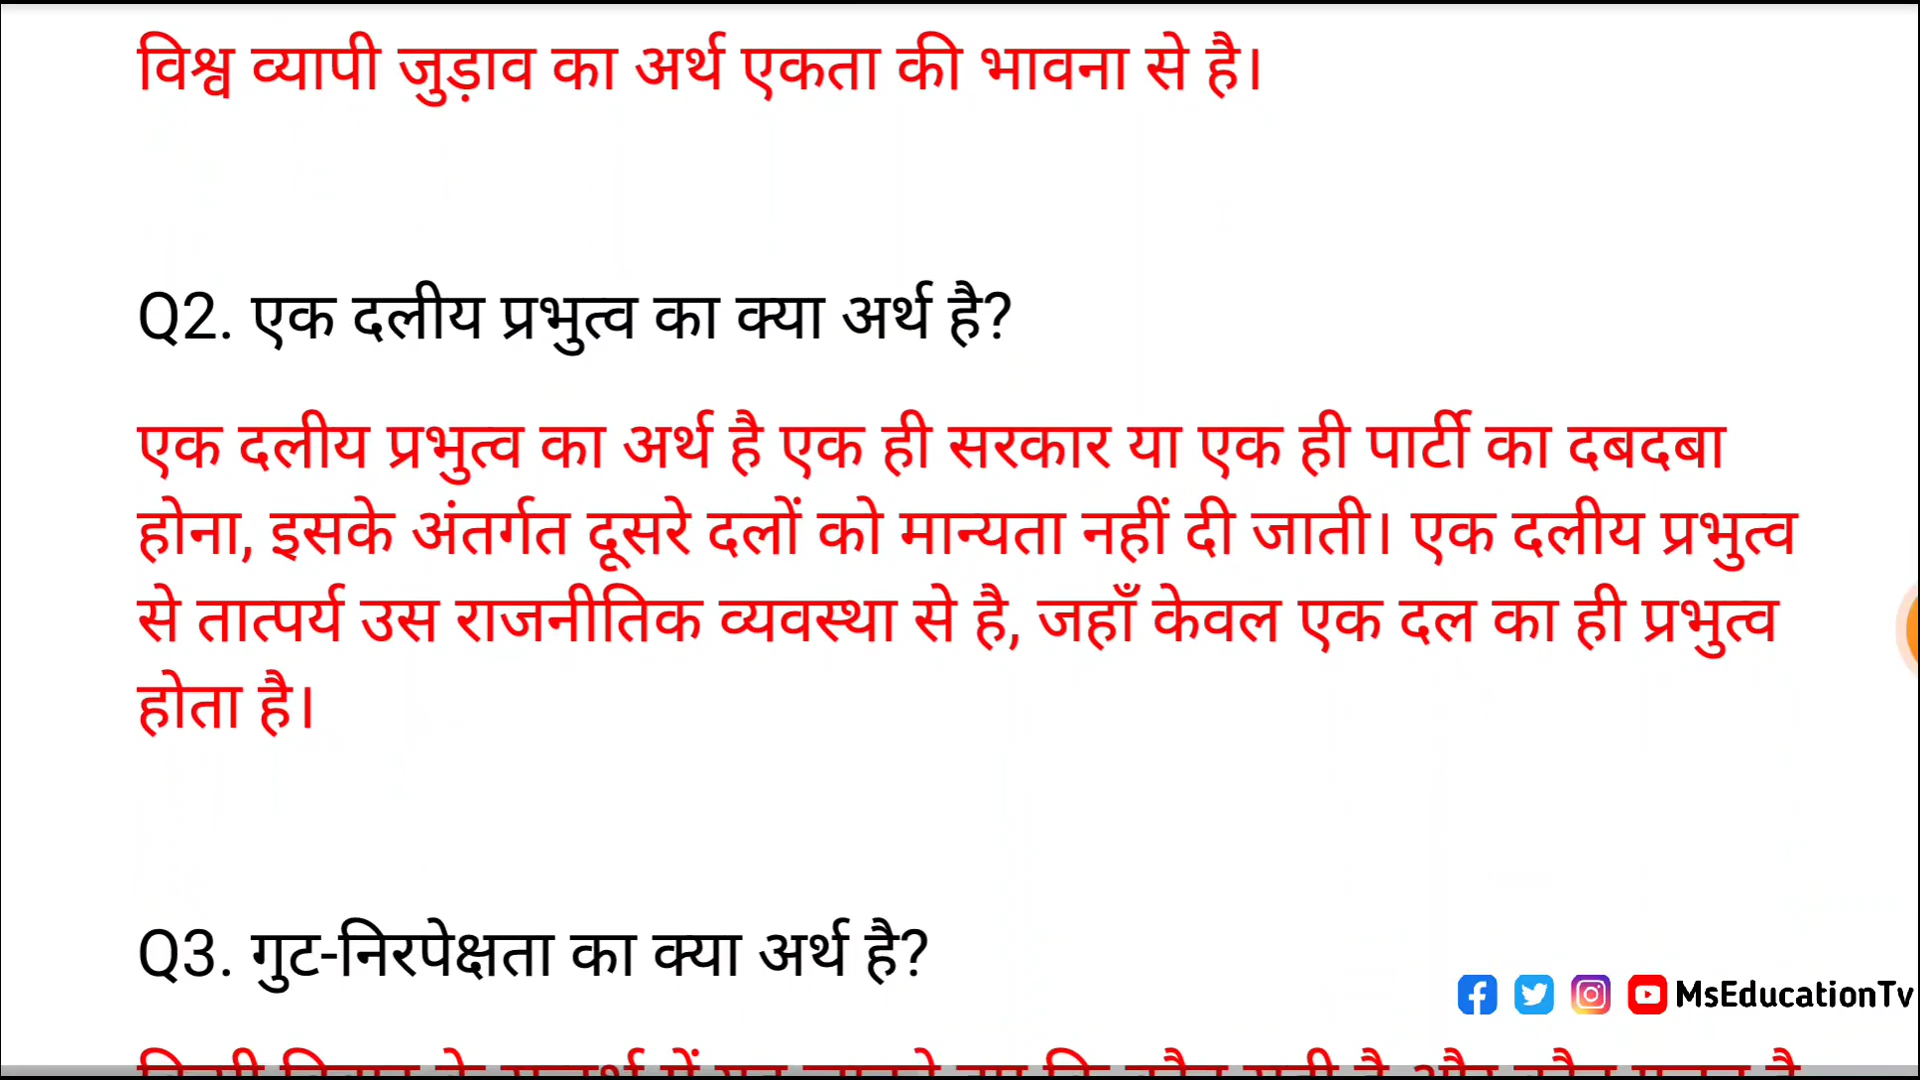 विश्व व्यापी जुड़ाव का अर्थ एकता की भावना से है।
Q2. एक दलीय प्रभुत्व का क्या अर्थ है?
एक दलीय प्रभुत्व का अर्थ है एक ही सरकार या एक ही पार्टी का दबदबा
होना, इसके अंतर्गत दूसरे दलों को मान्यता नहीं दी जाती। एक दलीय प्रभुत्व
से तात्पर्य उस राजनीतिक व्यवस्था से है, जहाँ केवल एक दल का ही प्रभुत्व
होता है।
Q3. गुट-निरपेक्षता का क्या अर्थ है?
MsEducationTv